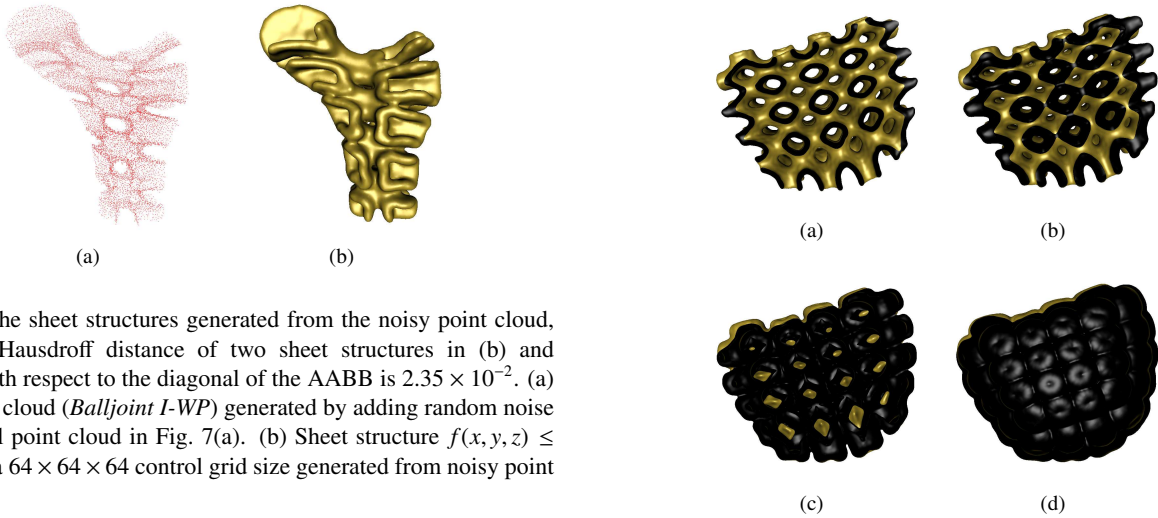 (a)
(b)
he sheet structures generated from the noisy point cloud,
Hausdroff distance of two sheet structures in (b) and
th respect to the diagonal of the AABB is 2.35 × 10⁻². (a)
cloud (Balljoint I-WP) generated by adding random noise
l point cloud in Fig. 7(a). (b) Sheet structure f(x, y, z) ≤
a 64 × 64 × 64 control grid size generated from noisy point
(a)
(b)
(c)
(d)